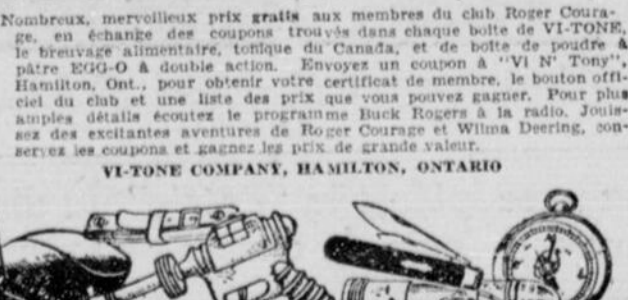 Nombreux, merveilleux prix gratis aux membres du club Roger Coura-
ge, en échange des coupons trouvés dans chaque boîte de VI-TONE,
le breuvage alimentaire, tonique du Canada, et de boîte de poudre à
pâtre EGG-O à double action. Envoyez un coupon à "VI N' Tony",
Hamilton, Ont., pour obtenir votre certificat de membre, le bouton offi-
ciel du club et une liste des prix que vous pouvez gagner. Pour plus
amples détails écoutez le programme Buck Rogers à la radio. Jouis-
sez des excitantes aventures de Roger Courage et Wilma Deering, con-
servez les coupons et gagnez les prix de grande valeur.
VI-TONE COMPANY, HAMILTON, ONTARIO